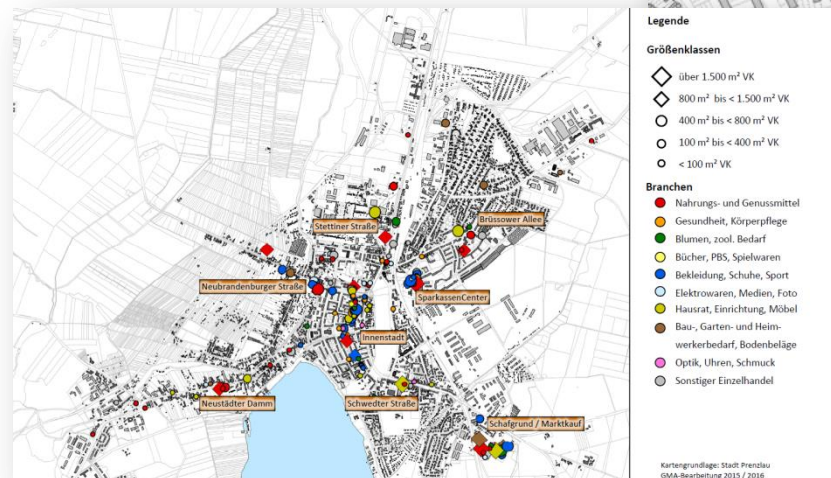 Stettiner Straße
Brüssower Allee
Neubrandenburger Straße
SparkassenCenter
Innenstadt
Neustädter Damm
Schwedter Straße
Schafgrund / Marktkauf
Legende
Größenklassen
über 1.500 m² VK
800 m² bis < 1.500 m² VK
400 m² bis < 800 m² VK
100 m² bis < 400 m² VK
< 100 m² VK
Branchen
Nahrungs- und Genussmittel
Gesundheit, Körperpflege
Blumen, zool. Bedarf
Bücher, PBS, Spielwaren
Bekleidung, Schuhe, Sport
Elektrowaren, Medien, Foto
Hausrat, Einrichtung, Möbel
Bau-, Garten- und Heim-
werkerbedarf, Bodenbeläge
Optik, Uhren, Schmuck
Sonstiger Einzelhandel
Kartengrundlage: Stadt Prenzlau
GMA-Bearbeitung 2015 / 2016